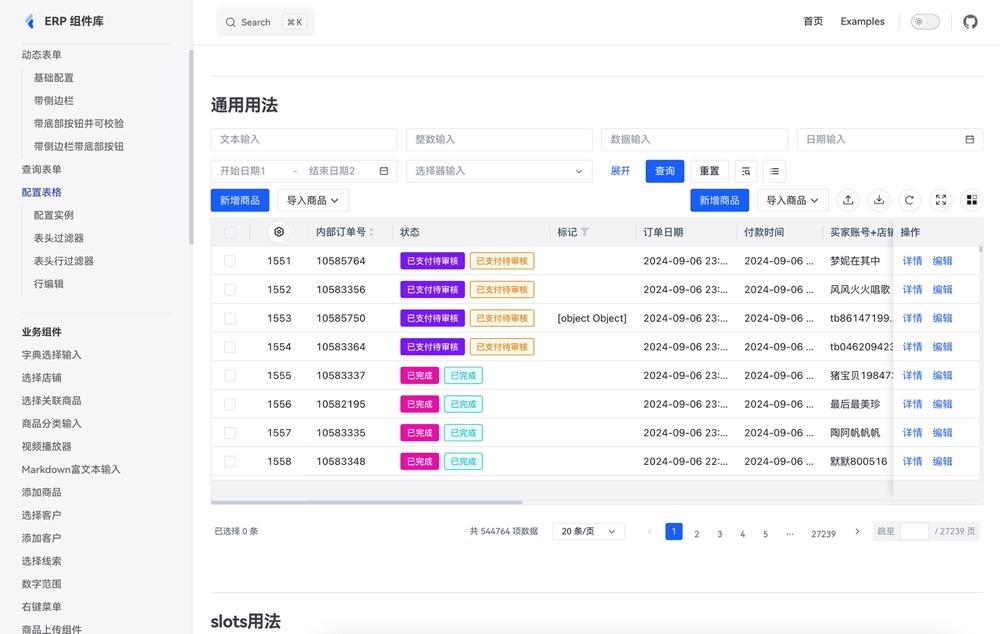 ERP 组件库
Search ⌘ K
首页 Examples
动态表单
基础配置
带侧边栏
带底部按钮并可校验
带侧边栏带底部按钮
查询表单
配置表格
配置实例
表头过滤器
表头行过滤器
行编辑
业务组件
字典选择输入
选择店铺
选择关联商品
商品分类输入
视频播放器
Markdown富文本输入
添加商品
选择客户
添加客户
选择线索
数字范围
右键菜单
商品上传组件
通用用法
文本输入 整数输入 数据输入 日期输入
开始日期1 - 结束日期2 选择器输入 展开 查询 重置
新增商品 导入商品 新增商品 导入商品
内部订单号 状态 标记 订单日期 付款时间 买家账号+店铺 操作
1551 10585764 已支付待审核 已支付待审核 2024-09-06 23:... 2024-09-06 ... 梦妮在其中 详情 编辑
1552 10583356 已支付待审核 已支付待审核 2024-09-06 23:... 2024-09-06 ... 风风火火唱歌 详情 编辑
1553 10585750 已支付待审核 已支付待审核 [object Object] 2024-09-06 23:... 2024-09-06 ... tb86147199. 详情 编辑
1554 10583364 已支付待审核 已支付待审核 2024-09-06 23:... 2024-09-06 ... tb046209423 详情 编辑
1555 10583337 已完成 已完成 2024-09-06 23:... 2024-09-06 ... 猪宝贝198473 详情 编辑
1556 10582195 已完成 已完成 2024-09-06 23:... 2024-09-06 ... 最后最美珍 详情 编辑
1557 10583335 已完成 已完成 2024-09-06 23:... 2024-09-06 ... 陶阿帆帆帆 详情 编辑
1558 10583348 已完成 已完成 2024-09-06 22:... 2024-09-06 ... 默默800516 详情 编辑
已选择 0 条 共 544764 项数据 20 条/页 1 2 3 4 5 ... 27239 跳至 / 27239 页
slots用法